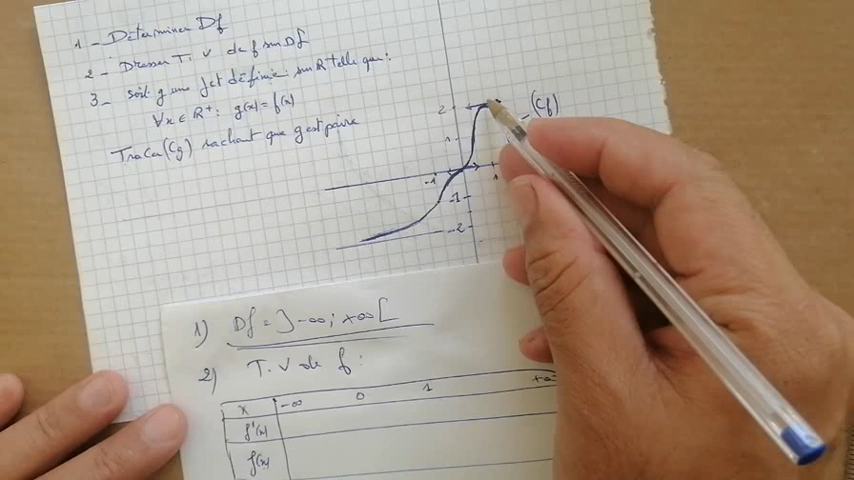 1 - Déterminer Df
2 - Dresser T. V de f sur Df
3 - soit g une fct définie sur R telle que:
∀x ∈ R⁺: g(x) = f(x)
Tracer (Cg) sachant que g est paire
(Cf)
2
1
-1
1
-1
-2
1) Df = ]-∞; +∞[
2) T. V de f :
x -∞ 0 1 +∞
f'(x)
f(x)